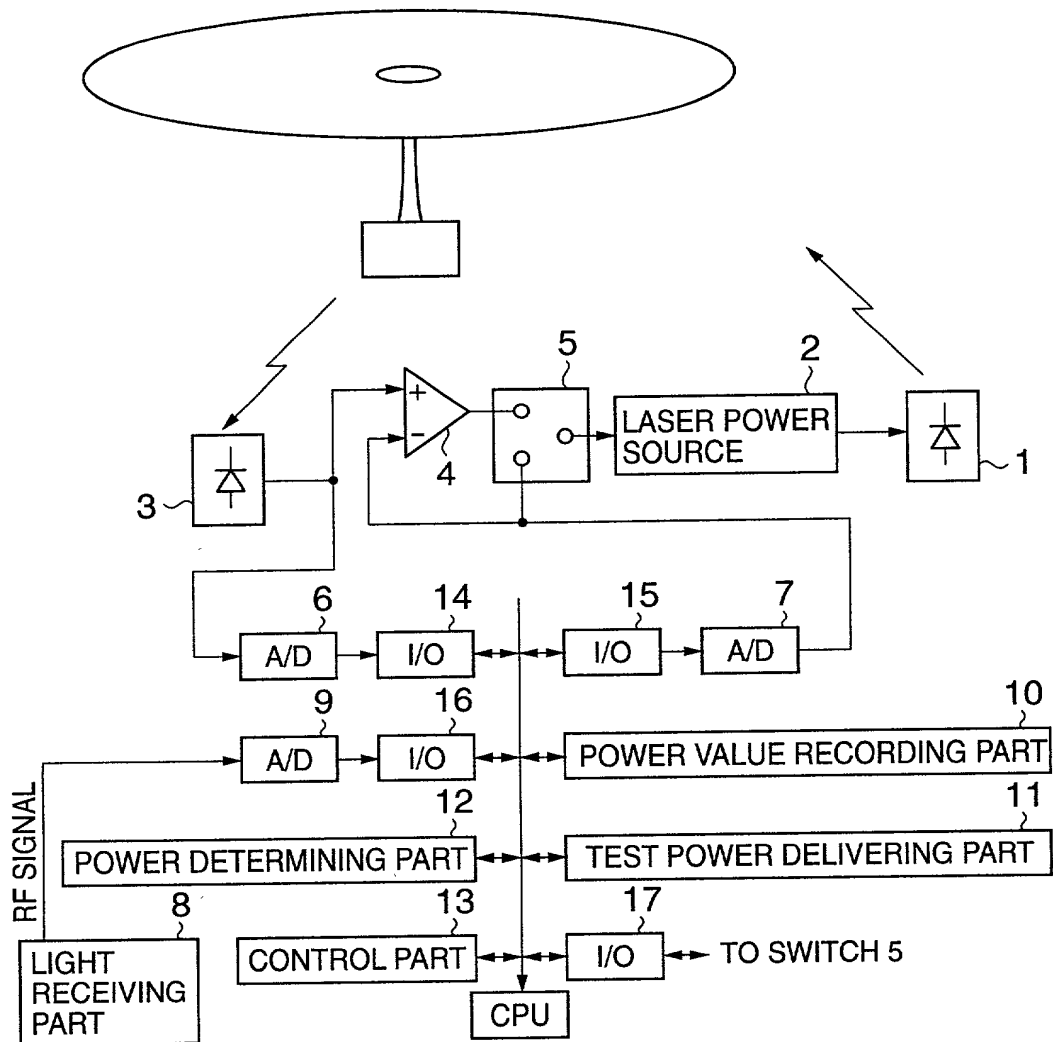 5
2
+
−
4
LASER POWER
SOURCE
1
3
6
14
15
7
A/D
I/O
I/O
A/D
9
16
10
A/D
I/O
POWER VALUE RECORDING PART
RF SIGNAL
12
11
POWER DETERMINING PART
TEST POWER DELIVERING PART
8
13
17
LIGHT
RECEIVING
PART
CONTROL PART
I/O
TO SWITCH 5
CPU